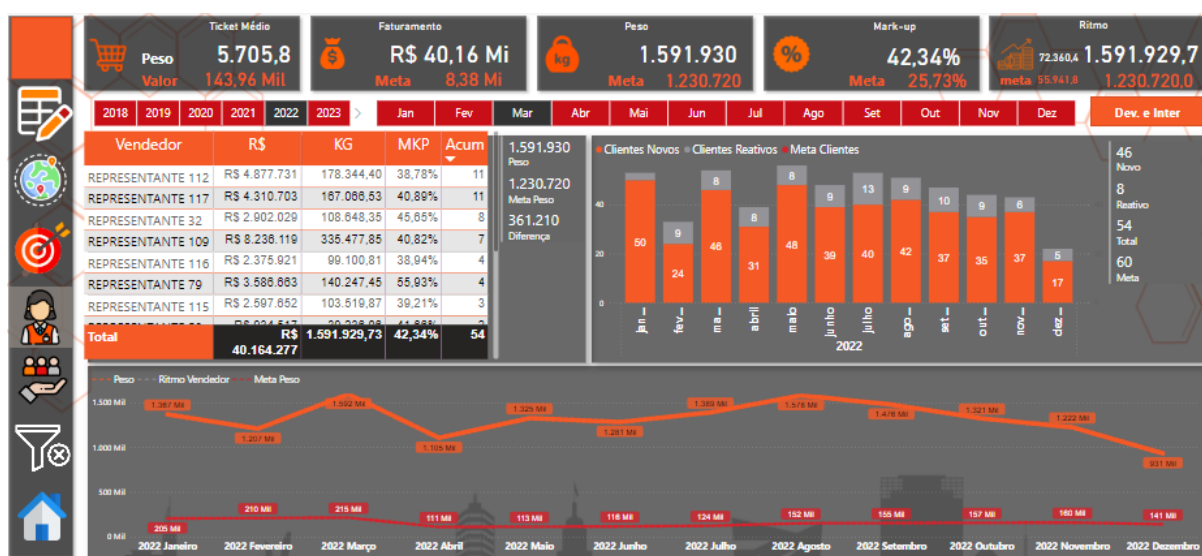 Ticket Médio
Peso 5.705,8
Valor 143,96 Mil
Faturamento
R$ 40,16 Mi
Meta 8,38 Mi
Peso
kg
1.591.930
Meta 1.230.720
Mark-up
%
42,34%
Meta 25,73%
Ritmo
72.360,4 1.591.929,7
meta 55.941,8 1.230.720,0
2018 2019 2020 2021 2022 2023 Jan Fev Mar Abr Mai Jun Jul Ago Set Out Nov Dez Dev. e Inter
Vendedor R$ KG MKP Acum
REPRESENTANTE 112 R$ 4.877.731 178.344,40 38,78% 11
REPRESENTANTE 117 R$ 4.310.703 167.066,53 40,89% 11
REPRESENTANTE 32 R$ 2.902.029 108.648,35 45,65% 8
REPRESENTANTE 109 R$ 8.236.119 335.477,85 40,82% 7
REPRESENTANTE 116 R$ 2.375.921 99.100,81 38,94% 4
REPRESENTANTE 79 R$ 3.586.663 140.247,45 55,93% 4
REPRESENTANTE 115 R$ 2.597.652 103.519,87 39,21% 3
Total R$ 40.164.277 1.591.929,73 42,34% 54
1.591.930
Peso
1.230.720
Meta Peso
361.210
Diferença
Clientes Novos Clientes Reativos Meta Clientes
40
20
0
50
9
24
8
46
8
31
8
48
9
39
13
40
9
42
10
37
9
35
6
37
5
17
jan... fev... ma... abril maio junho julho ago... set... out... nov... dez...
2022
46
Novo
8
Reativo
54
Total
60
Meta
Peso Ritmo Vendedor Meta Peso
1.500 Mil
1.000 Mil
500 Mil
0 Mil
1.367 Mil 1.207 Mil 1.592 Mil 1.105 Mil 1.325 Mil 1.281 Mil 1.389 Mil 1.576 Mil 1.476 Mil 1.321 Mil 1.222 Mil 931 Mil
205 Mil 210 Mil 215 Mil 111 Mil 113 Mil 116 Mil 124 Mil 152 Mil 155 Mil 157 Mil 160 Mil 141 Mil
2022 Janeiro 2022 Fevereiro 2022 Março 2022 Abril 2022 Maio 2022 Junho 2022 Julho 2022 Agosto 2022 Setembro 2022 Outubro 2022 Novembro 2022 Dezembro